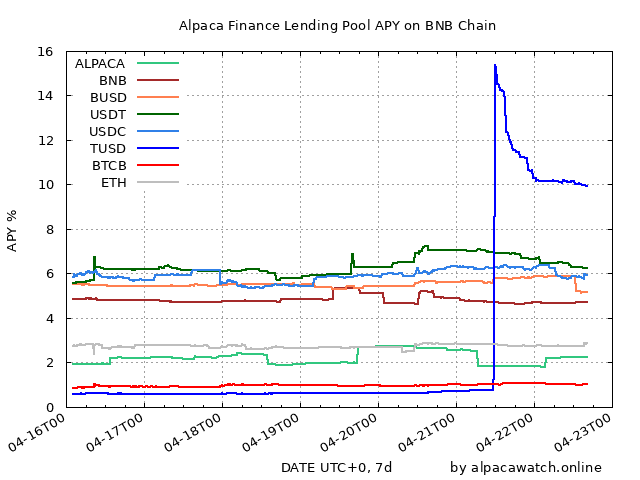 Alpaca Finance Lending Pool APY on BNB Chain
16
14
12
10
8
6
4
2
0
APY %
ALPACA
BNB
BUSD
USDT
USDC
TUSD
BTCB
ETH
04-16T00
04-17T00
04-18T00
04-19T00
04-20T00
04-21T00
04-22T00
04-23T00
DATE UTC+0, 7d
by alpacawatch.online